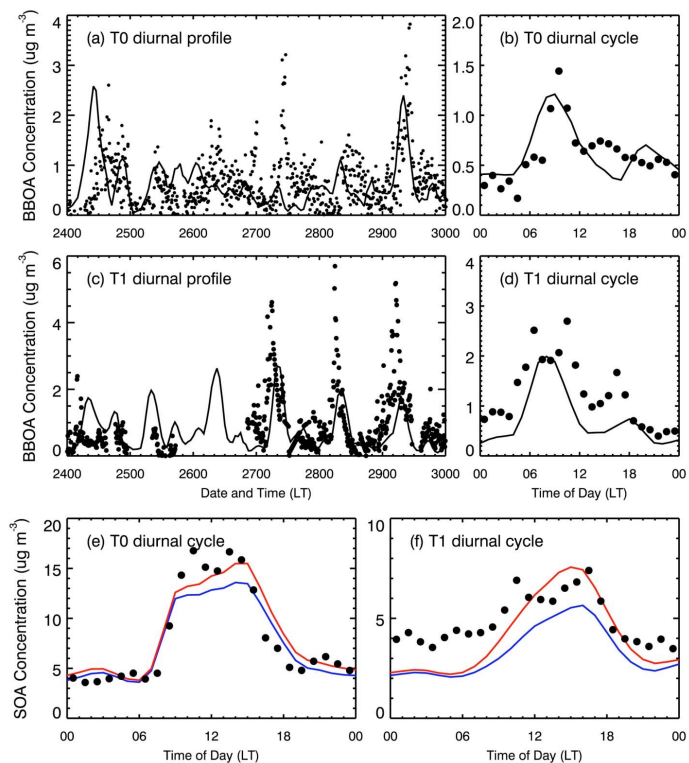 (a) T0 diurnal profile
BBOA Concentration (ug m-3)
4
3
2
1
0
2400 2500 2600 2700 2800 2900 3000
(b) T0 diurnal cycle
2.0
1.5
1.0
0.5
0.0
00 06 12 18 00
(c) T1 diurnal profile
BBOA Concentration (ug m-3)
6
4
2
0
2400 2500 2600 2700 2800 2900 3000
Date and Time (LT)
(d) T1 diurnal cycle
4
3
2
1
0
00 06 12 18 00
Time of Day (LT)
(e) T0 diurnal cycle
SOA Concentration (ug m-3)
20
15
10
5
0
00 06 12 18 00
Time of Day (LT)
(f) T1 diurnal cycle
10
5
0
00 06 12 18 00
Time of Day (LT)